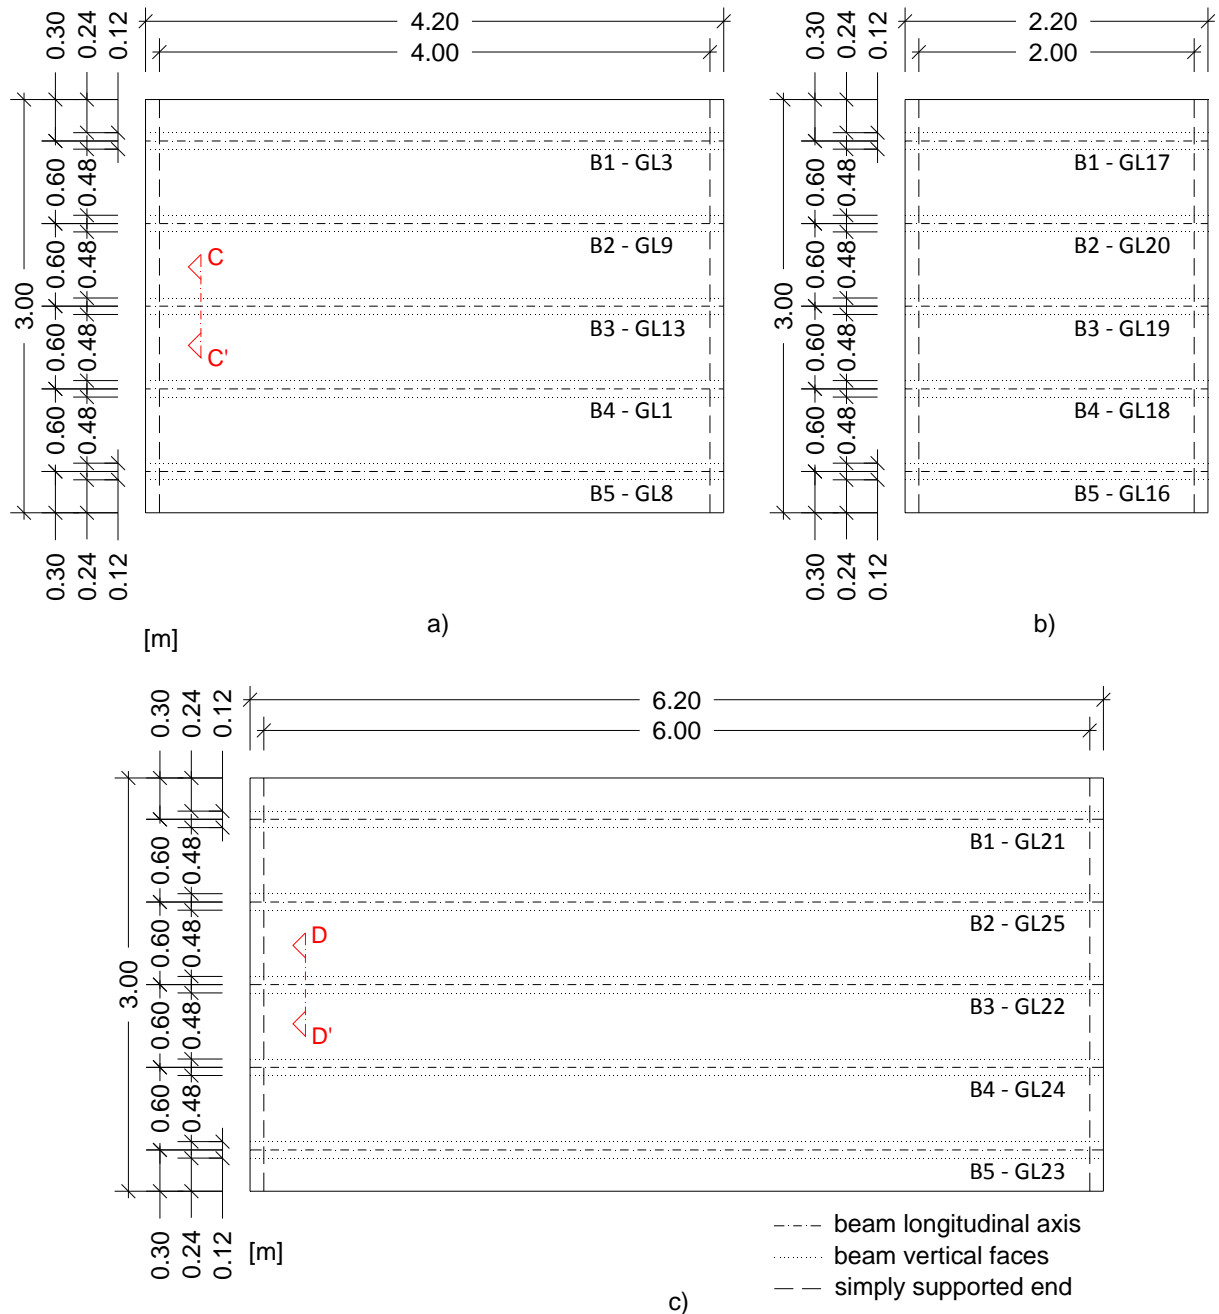 4.20
4.00
0.30
0.24
0.12
3.00
0.60
0.60
0.60
0.60
0.48
0.48
0.48
0.48
B1 - GL3
B2 - GL9
C
B3 - GL13
C'
B4 - GL1
B5 - GL8
0.30
0.24
0.12
[m]
a)
2.20
2.00
0.30
0.24
0.12
3.00
0.60
0.60
0.60
0.60
0.48
0.48
0.48
0.48
B1 - GL17
B2 - GL20
B3 - GL19
B4 - GL18
B5 - GL16
0.30
0.24
0.12
b)
6.20
6.00
0.30
0.24
0.12
3.00
0.60
0.60
0.60
0.60
0.48
0.48
0.48
0.48
B1 - GL21
B2 - GL25
D
B3 - GL22
D'
B4 - GL24
B5 - GL23
0.30
0.24
0.12
[m]
beam longitudinal axis
beam vertical faces
simply supported end
c)